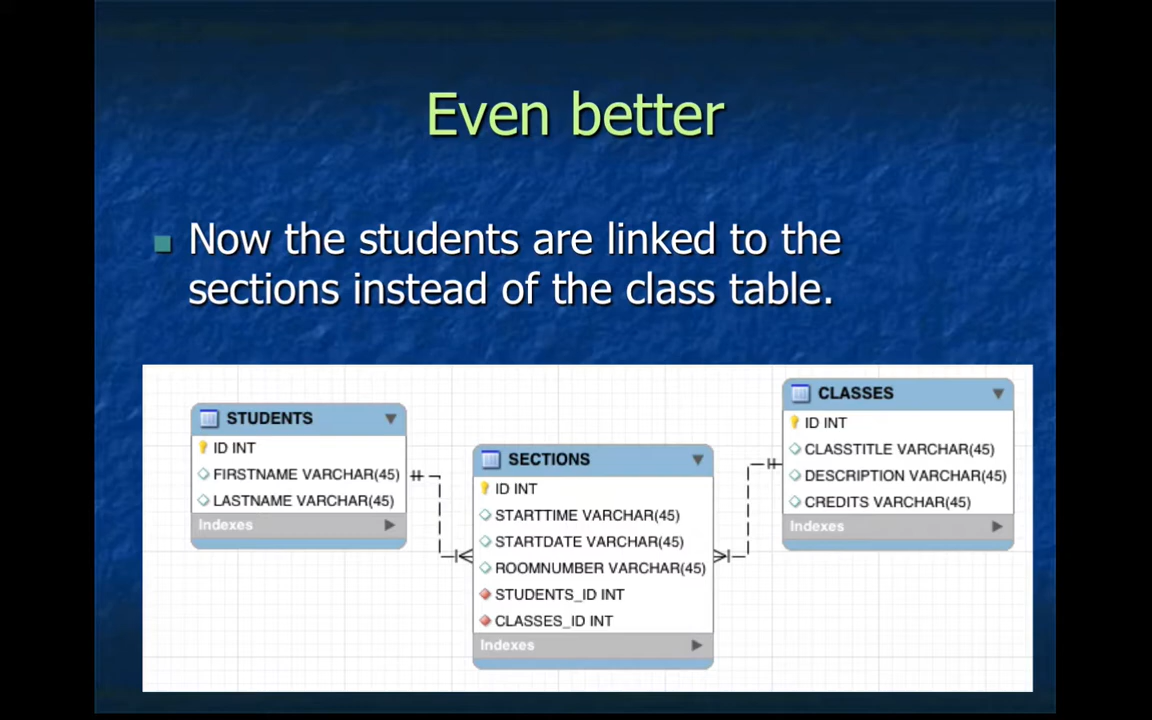 Even better
Now the students are linked to the
sections instead of the class table.
STUDENTS
ID INT
FIRSTNAME VARCHAR(45)
LASTNAME VARCHAR(45)
Indexes
SECTIONS
ID INT
STARTTIME VARCHAR(45)
STARTDATE VARCHAR(45)
ROOMNUMBER VARCHAR(45)
STUDENTS_ID INT
CLASSES_ID INT
Indexes
CLASSES
ID INT
CLASSTITLE VARCHAR(45)
DESCRIPTION VARCHAR(45)
CREDITS VARCHAR(45)
Indexes